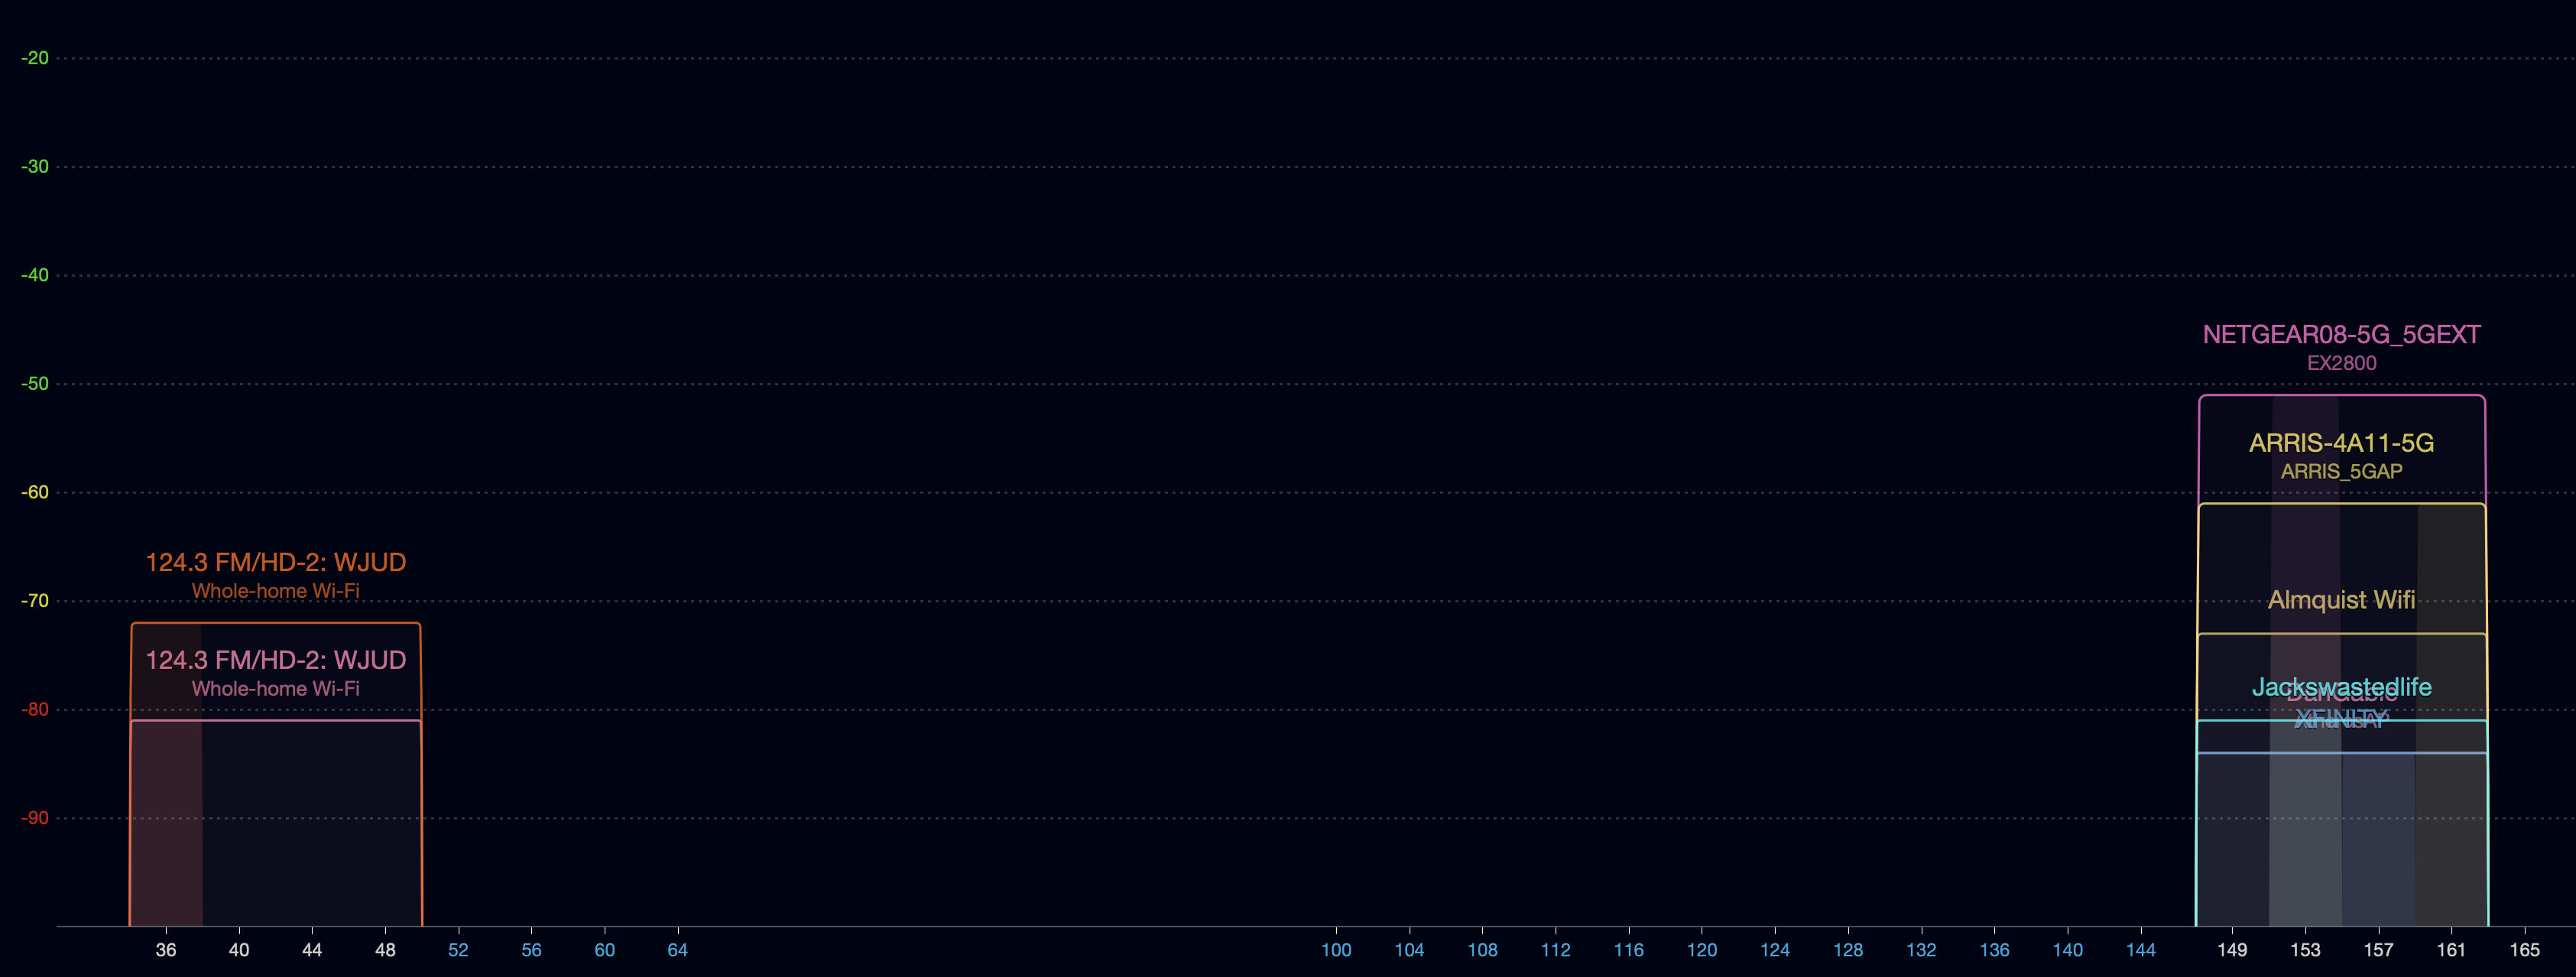 -20
-30
-40
-50
-60
-70
-80
-90
NETGEAR08-5G_5GEXT
EX2800
ARRIS-4A11-5G
ARRIS_5GAP
124.3 FM/HD-2: WJUD
Whole-home Wi-Fi
Almquist Wifi
124.3 FM/HD-2: WJUD
Whole-home Wi-Fi
Jackswastedlife
XFINITY
36 40 44 48 52 56 60 64 100 104 108 112 116 120 124 128 132 136 140 144 149 153 157 161 165